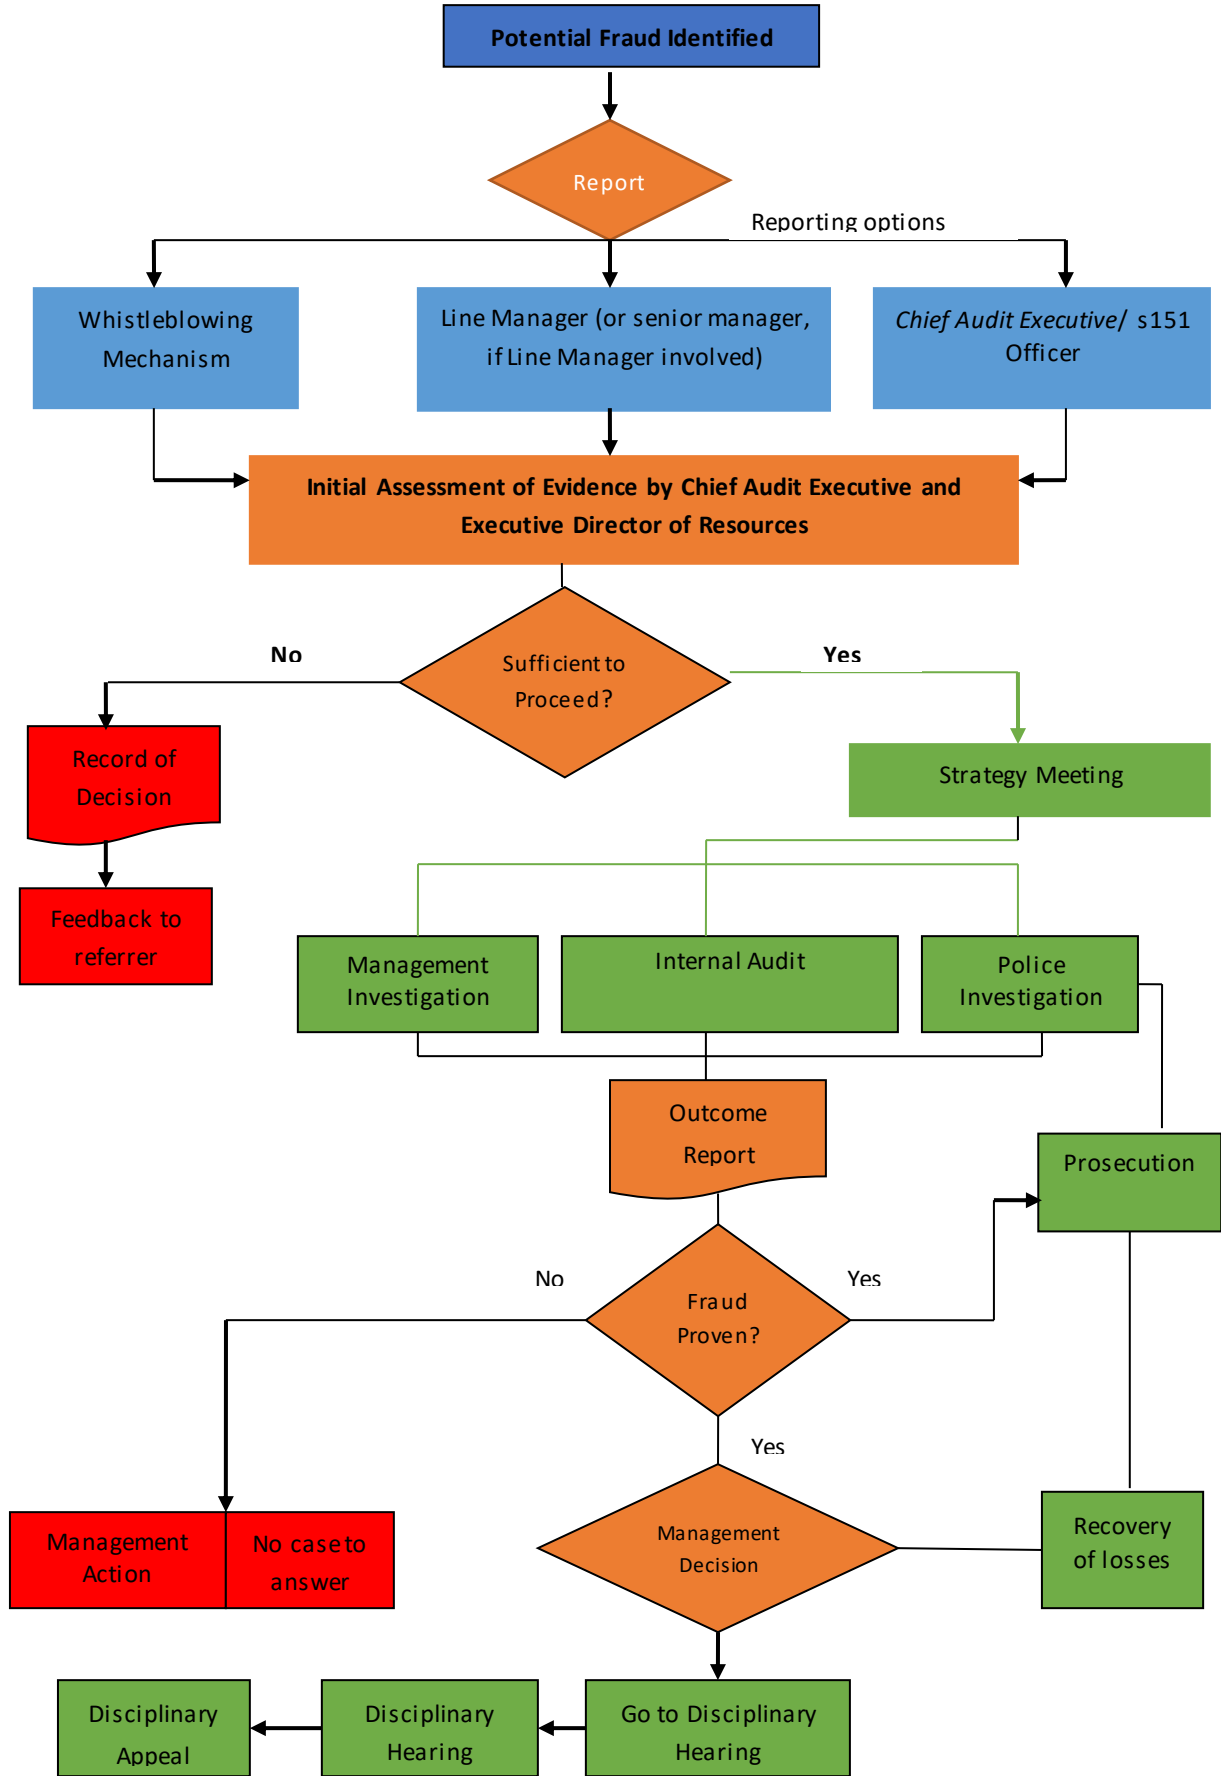 Potential Fraud Identified
Report
Reporting options
Whistleblowing
Mechanism
Line Manager (or senior manager,
if Line Manager involved)
Chief Audit Executive/ s151
Officer
Initial Assessment of Evidence by Chief Audit Executive and
Executive Director of Resources
No
Sufficient to
Proceed?
Yes
Record of
Decision
Strategy Meeting
Feedback to
referrer
Management
Investigation
Internal Audit
Police
Investigation
Outcome
Report
Prosecution
No
Fraud
Proven?
Yes
Yes
Management
Action
No case to
answer
Management
Decision
Recovery
of losses
Disciplinary
Appeal
Disciplinary
Hearing
Go to Disciplinary
Hearing